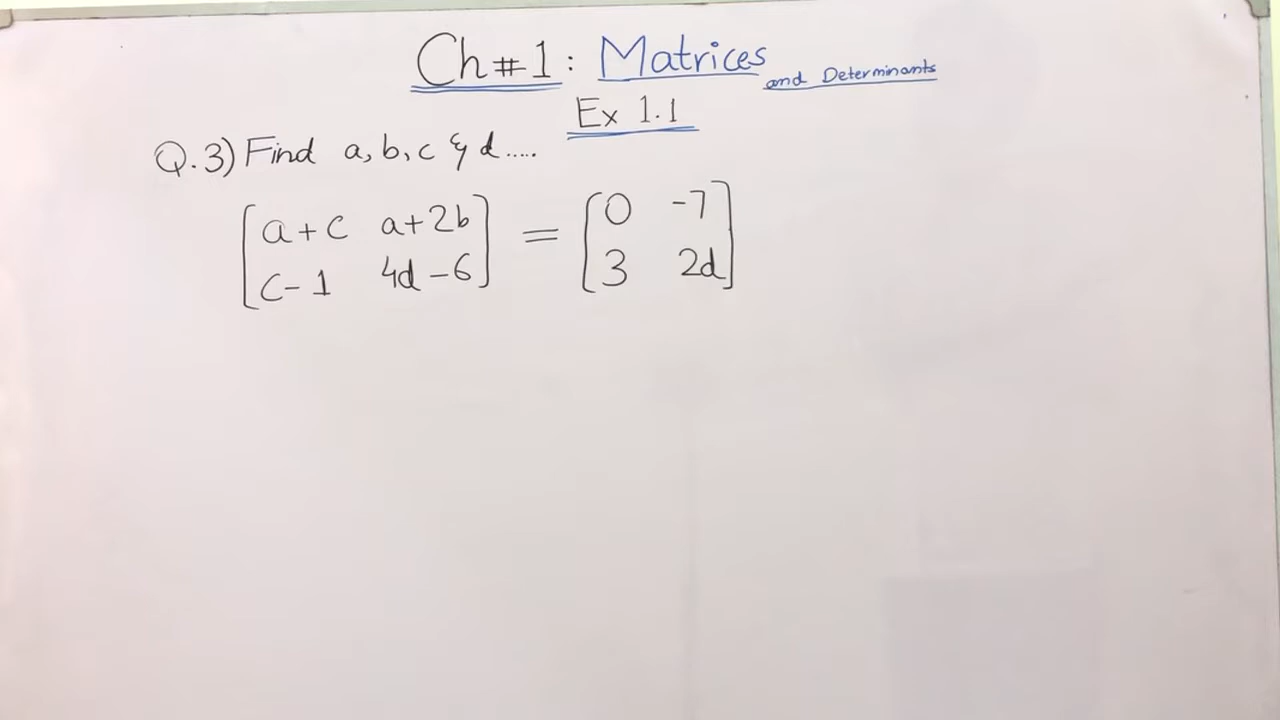 Ch#1: Matrices and Determinants
Ex 1.1
Q.3) Find a, b, c & d.....
[a+c a+2b] = [0 -7]
[c-1 4d-6] [3 2d]